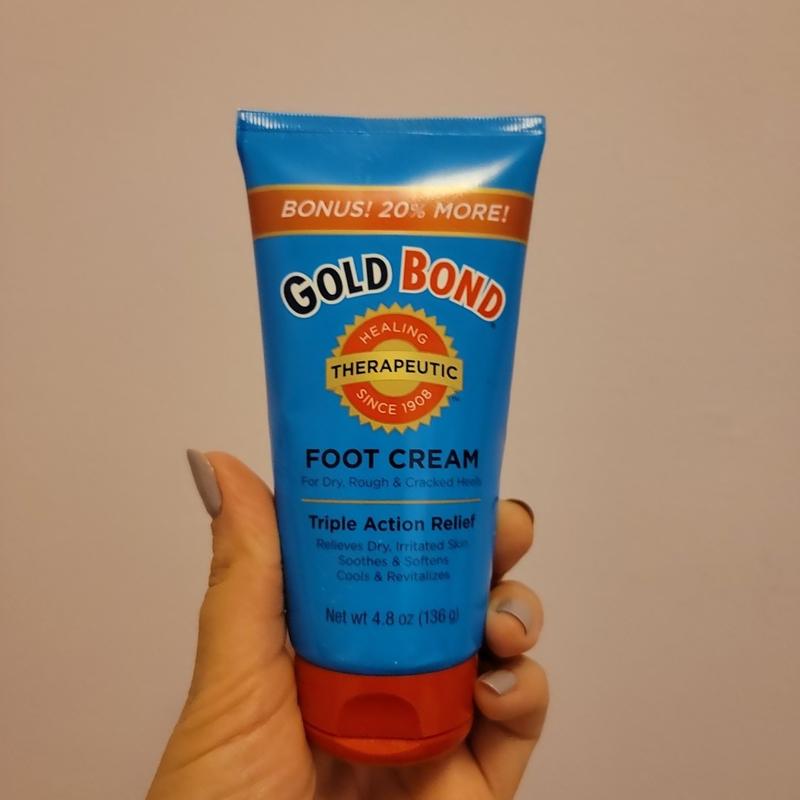 BONUS! 20% MORE!
GOLD BOND
HEALING
THERAPEUTIC
SINCE 1908
FOOT CREAM
For Dry, Rough & Cracked Heels
Triple Action Relief
Relieves Dry, Irritated Skin
Soothes & Softens
Cools & Revitalizes
Net wt 4.8 oz (136 g)